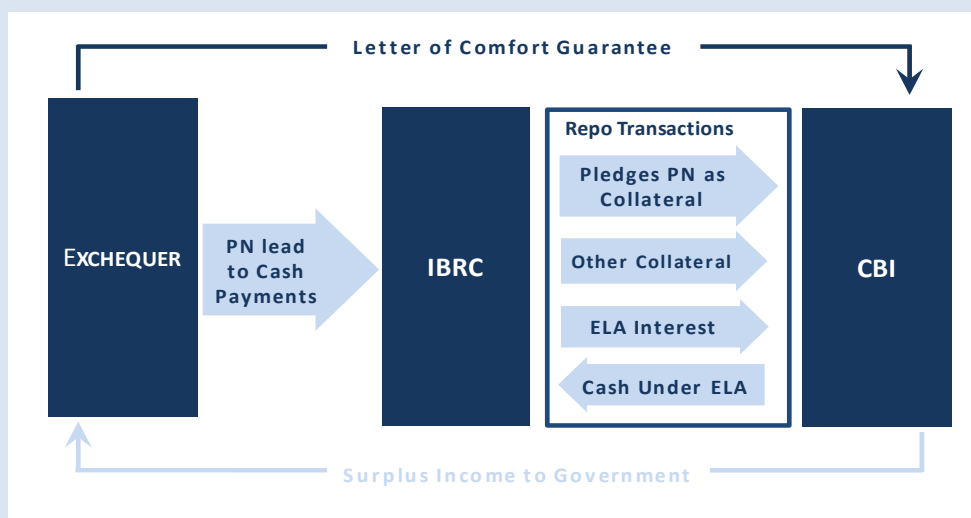 Letter of Comfort Guarantee
EXCHEQUER
PN lead
to Cash
Payments
IBRC
Repo Transactions
Pledges PN as
Collateral
Other Collateral
ELA Interest
Cash Under ELA
CBI
Surplus Income to Government